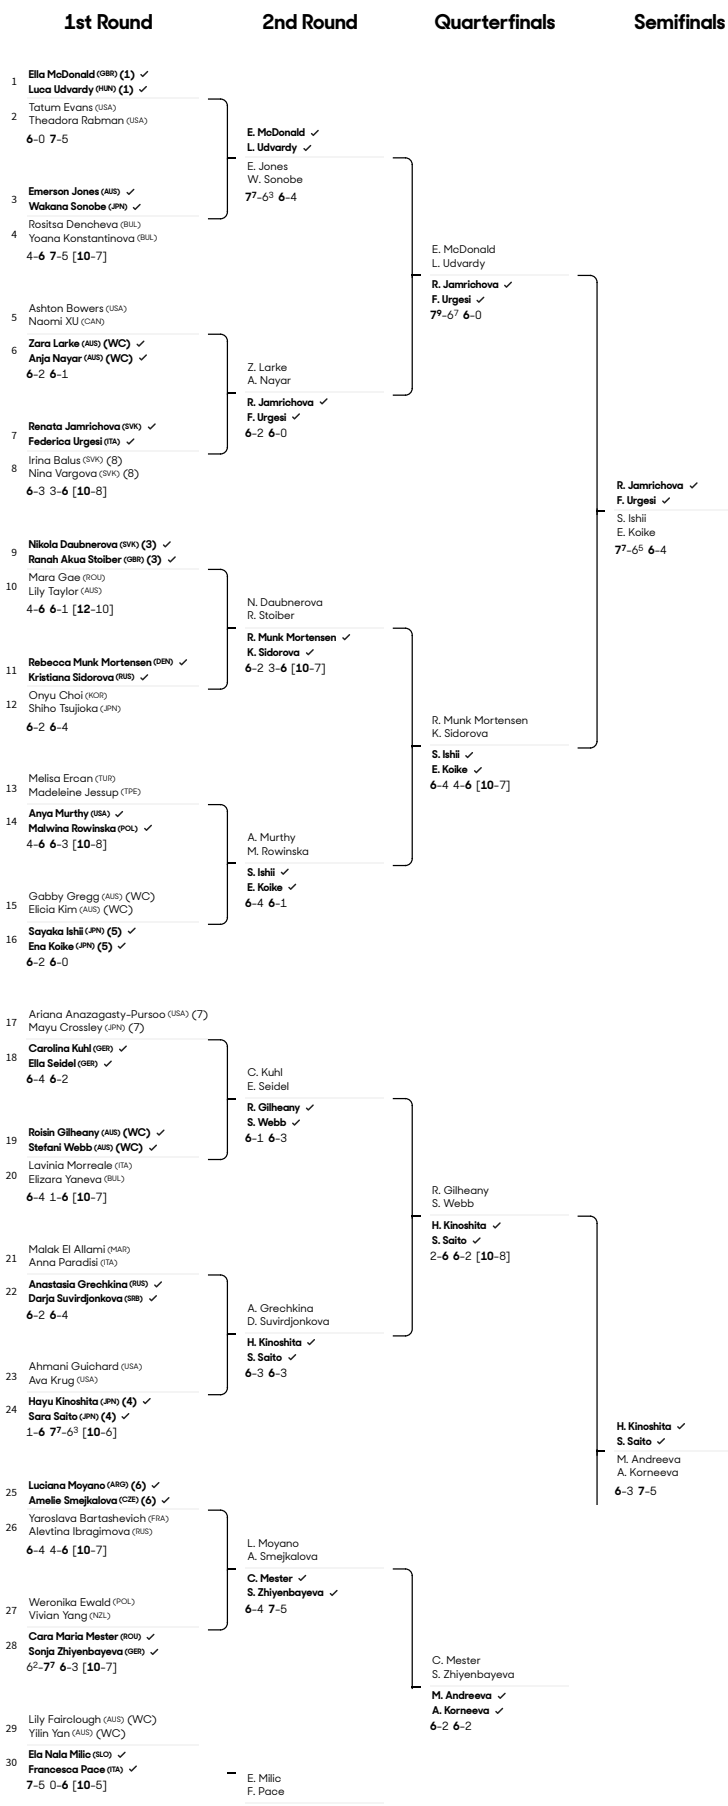 1st Round
2nd Round
Quarterfinals
Semifinals
1
Ella McDonald (GBR) (1) ✓
Luca Udvardy (HUN) (1) ✓
2
Tatum Evans (USA)
Theadora Rabman (USA)
6-0 7-5
3
Emerson Jones (AUS) ✓
Wakana Sonobe (JPN) ✓
4
Rositsa Dencheva (BUL)
Yoana Konstantinova (BUL)
4-6 7-5 [10-7]
5
Ashton Bowers (USA)
Naomi XU (CAN)
6
Zara Larke (AUS) (WC) ✓
Anja Nayar (AUS) (WC) ✓
6-2 6-1
7
Renata Jamrichova (SVK) ✓
Federica Urgesi (ITA) ✓
8
Irina Balus (SVK) (8)
Nina Vargova (SVK) (8)
6-3 3-6 [10-8]
9
Nikola Daubnerova (SVK) (3) ✓
Ranah Akua Stoiber (GBR) (3) ✓
10
Mara Gae (ROU)
Lily Taylor (AUS)
4-6 6-1 [12-10]
11
Rebecca Munk Mortensen (DEN) ✓
Kristiana Sidorova (RUS) ✓
12
Onyu Choi (KOR)
Shiho Tsujioka (JPN)
6-2 6-4
13
Melisa Ercan (TUR)
Madeleine Jessup (TPE)
14
Anya Murthy (USA) ✓
Malwina Rowinska (POL) ✓
4-6 6-3 [10-8]
15
Gabby Gregg (AUS) (WC)
Elicia Kim (AUS) (WC)
16
Sayaka Ishii (JPN) (5) ✓
Ena Koike (JPN) (5) ✓
6-2 6-0
17
Ariana Anazagasty-Pursoo (USA) (7)
Mayu Crossley (JPN) (7)
18
Carolina Kuhl (GER) ✓
Ella Seidel (GER) ✓
6-4 6-2
19
Roisin Gilheany (AUS) (WC) ✓
Stefani Webb (AUS) (WC) ✓
20
Lavinia Morreale (ITA)
Elizara Yaneva (BUL)
6-4 1-6 [10-7]
21
Malak El Allami (MAR)
Anna Paradisi (ITA)
22
Anastasia Grechkina (RUS) ✓
Darja Suvirdjonkova (SRB) ✓
6-2 6-4
23
Ahmani Guichard (USA)
Ava Krug (USA)
24
Hayu Kinoshita (JPN) (4) ✓
Sara Saito (JPN) (4) ✓
1-6 7⁷-6³ [10-6]
25
Luciana Moyano (ARG) (6) ✓
Amelie Smejkalova (CZE) (6) ✓
26
Yaroslava Bartashevich (FRA)
Alevtina Ibragimova (RUS)
6-4 4-6 [10-7]
27
Weronika Ewald (POL)
Vivian Yang (NZL)
28
Cara Maria Mester (ROU) ✓
Sonja Zhiyenbayeva (GER) ✓
6²-7⁷ 6-3 [10-7]
29
Lily Fairclough (AUS) (WC)
Yilin Yan (AUS) (WC)
30
Ela Nala Milic (SLO) ✓
Francesca Pace (ITA) ✓
7-5 0-6 [10-5]
E. McDonald ✓
L. Udvardy ✓
E. Jones
W. Sonobe
7⁷-6³ 6-4
Z. Larke
A. Nayar
R. Jamrichova ✓
F. Urgesi ✓
6-2 6-0
N. Daubnerova
R. Stoiber
R. Munk Mortensen ✓
K. Sidorova ✓
6-2 3-6 [10-7]
A. Murthy
M. Rowinska
S. Ishii ✓
E. Koike ✓
6-4 6-1
C. Kuhl
E. Seidel
R. Gilheany ✓
S. Webb ✓
6-1 6-3
A. Grechkina
D. Suvirdjonkova
H. Kinoshita ✓
S. Saito ✓
6-3 6-3
L. Moyano
A. Smejkalova
C. Mester ✓
S. Zhiyenbayeva ✓
6-4 7-5
E. Milic
F. Pace
E. McDonald
L. Udvardy
R. Jamrichova ✓
F. Urgesi ✓
7⁹-6⁷ 6-0
R. Munk Mortensen
K. Sidorova
S. Ishii ✓
E. Koike ✓
6-4 4-6 [10-7]
R. Gilheany
S. Webb
H. Kinoshita ✓
S. Saito ✓
2-6 6-2 [10-8]
C. Mester
S. Zhiyenbayeva
M. Andreeva ✓
A. Korneeva ✓
6-2 6-2
R. Jamrichova ✓
F. Urgesi ✓
S. Ishii
E. Koike
7⁷-6⁵ 6-4
H. Kinoshita ✓
S. Saito ✓
M. Andreeva
A. Korneeva
6-3 7-5